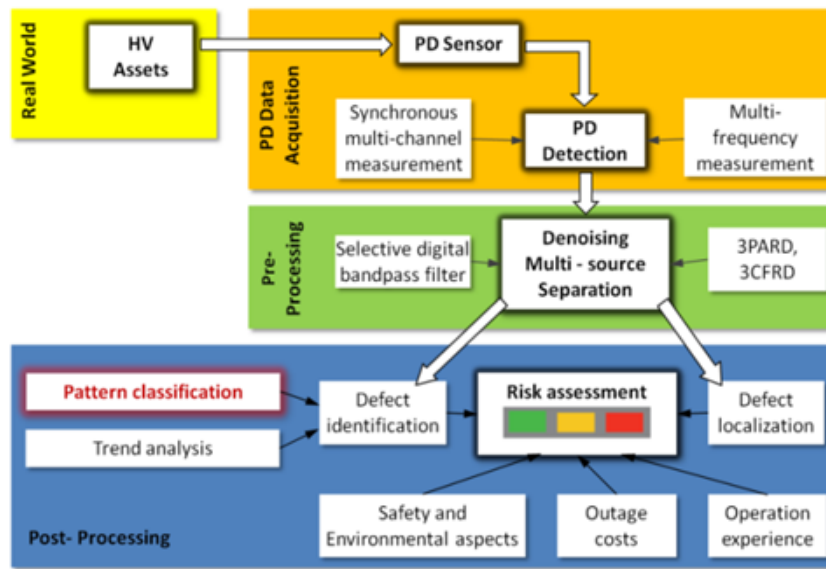 Real World
HV
Assets
PD Data
Acquisition
PD Sensor
Synchronous
multi-channel
measurement
PD
Detection
Multi-
frequency
measurement
Pre-
Processing
Selective digital
bandpass filter
Denoising
Multi - source
Separation
3PARD,
3CFRD
Pattern classification
Trend analysis
Defect
identification
Risk assessment
Defect
localization
Post- Processing
Safety and
Environmental aspects
Outage
costs
Operation
experience